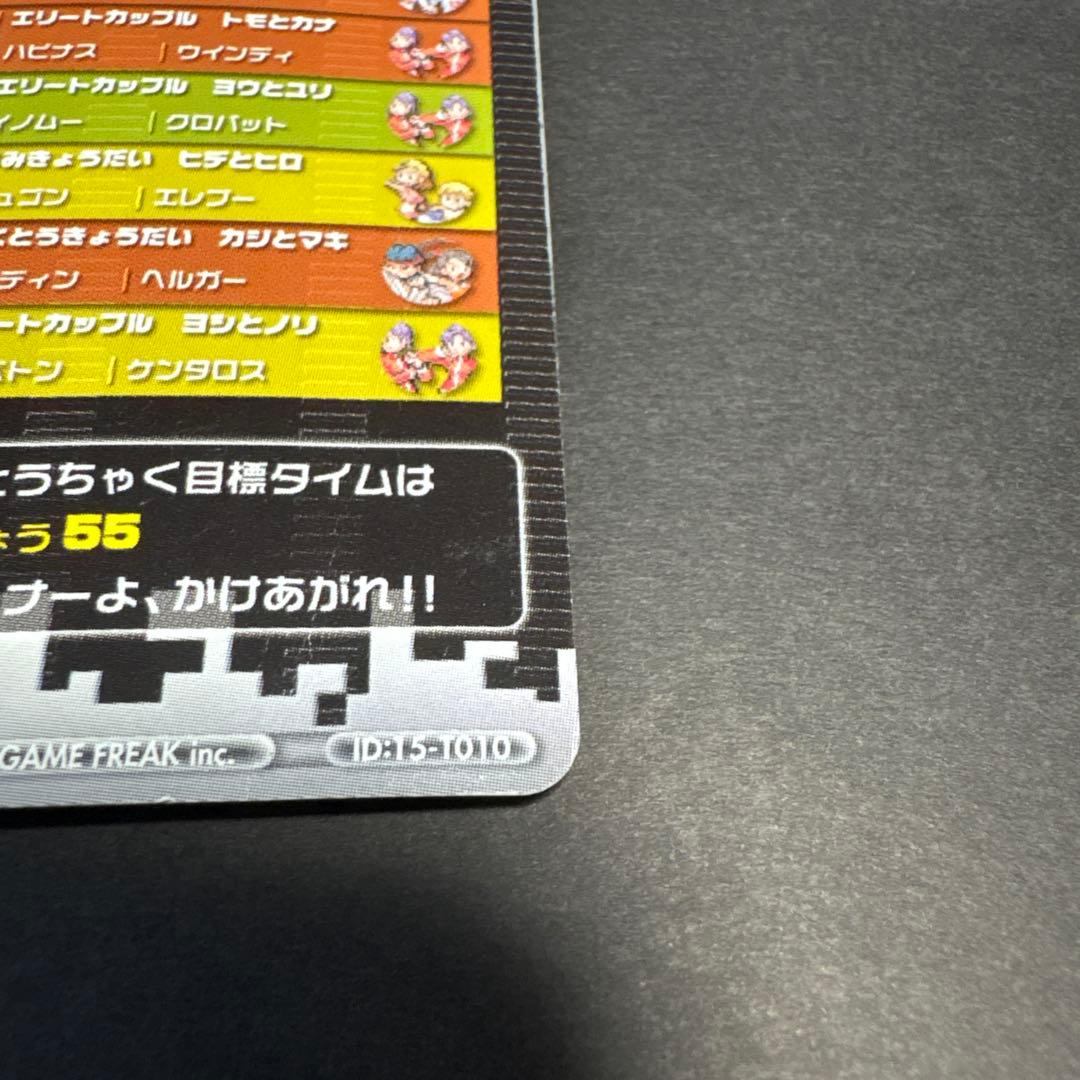 エリートカップル トモとカナ
ハピナス | ウインディ
エリートカップル ヨウとユリ
ノムー | クロバット
みきょうだい ヒデとヒロ
ュゴン | エレブー
とうきょうだい カジとマキ
ディン | ヘルガー
ートカップル ヨシとノリ
トン | ケンタロス
とうちゃく目標タイムは
ょう55
ナーよ、かけあがれ!!
GAME FREAK inc. ID:15-T010